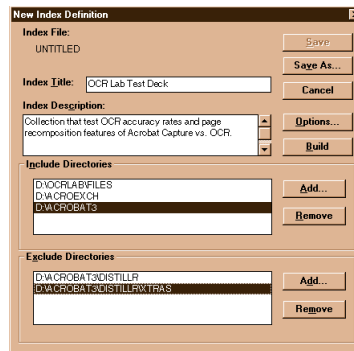 New Index Definition
Index File:
UNTITLED
Save
Save As...
Index Title: OCR Lab Test Deck
Cancel
Index Description:
Collection that test OCR accuracy rates and page
recomposition features of Acrobat Capture vs. OCR.
Options...
Build
Include Directories
D:\OCRLAB\FILES
D:\ACROEXCH
D:\ACROBAT3
Add...
Remove
Exclude Directories
D:\ACROBAT3\DISTILLR
D:\ACROBAT3\DISTILLR\XTRAS
Add...
Remove